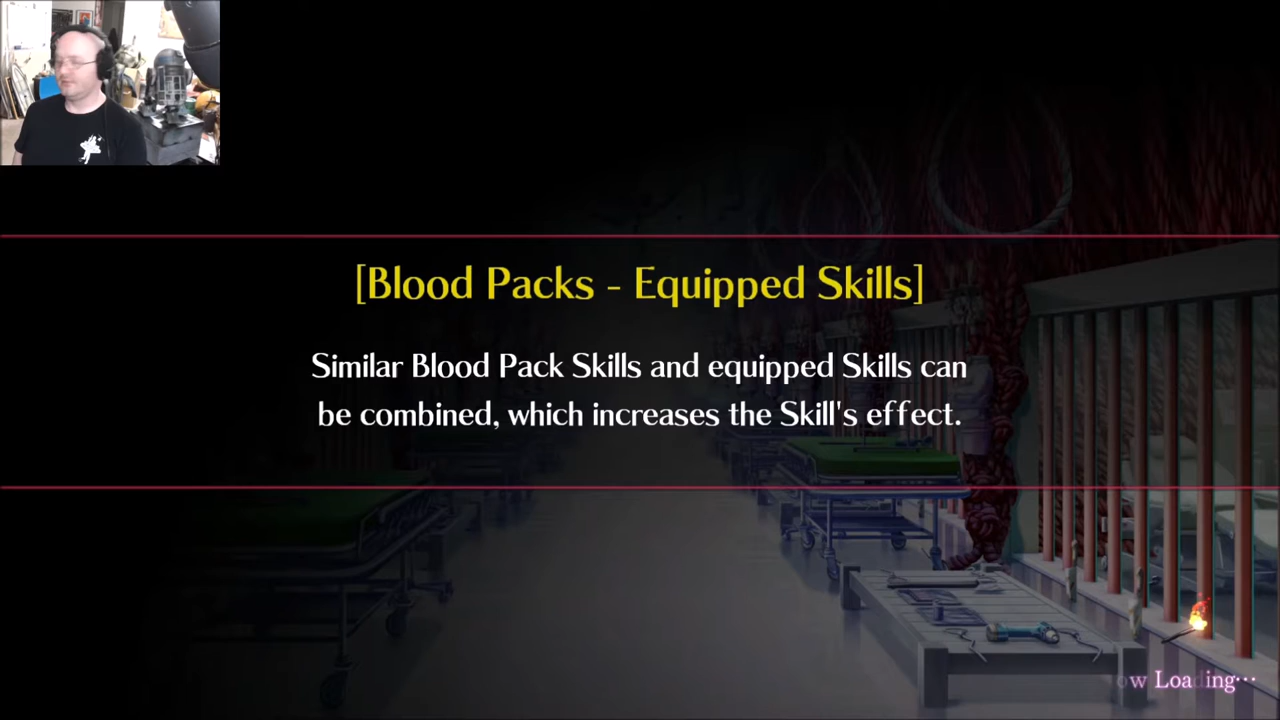 [Blood Packs - Equipped Skills]
Similar Blood Pack Skills and equipped Skills can
be combined, which increases the Skill's effect.
ow Loading...